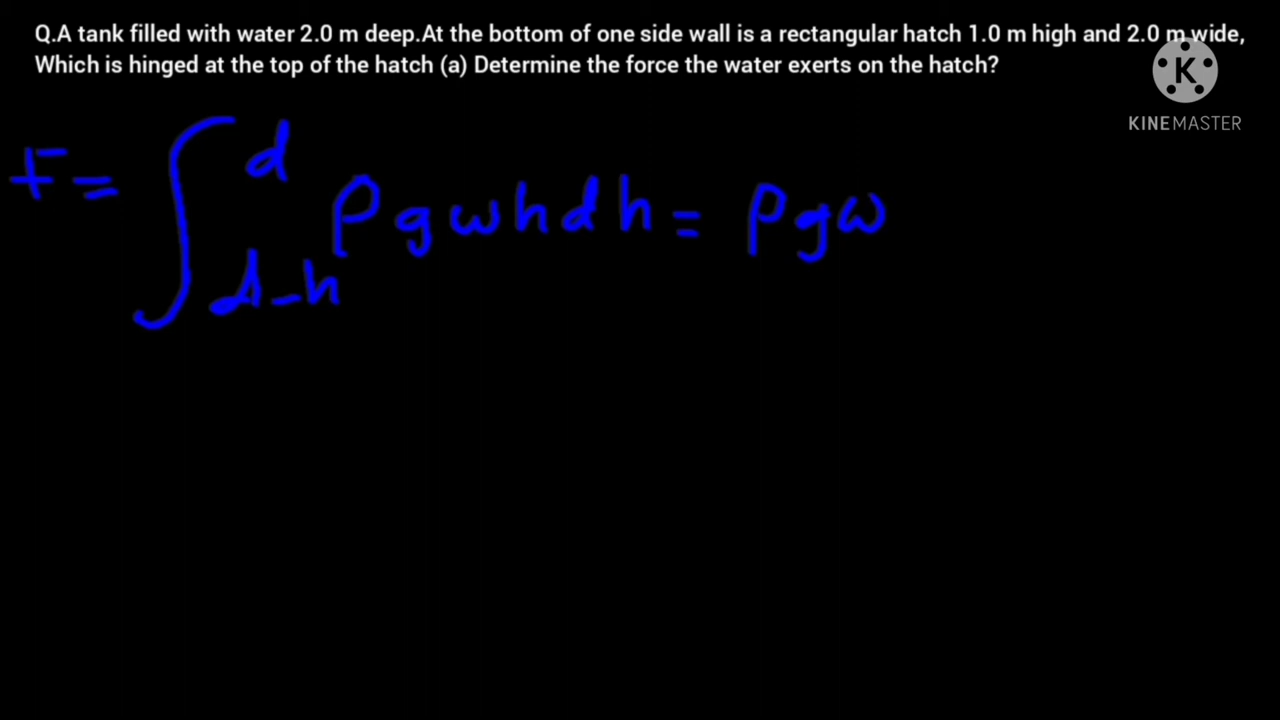 Q.A tank filled with water 2.0 m deep.At the bottom of one side wall is a rectangular hatch 1.0 m high and 2.0 m wide,
Which is hinged at the top of the hatch (a) Determine the force the water exerts on the hatch?
KINEMASTER
F = ∫_{d-h}^{d} ρgwhdh = ρgw